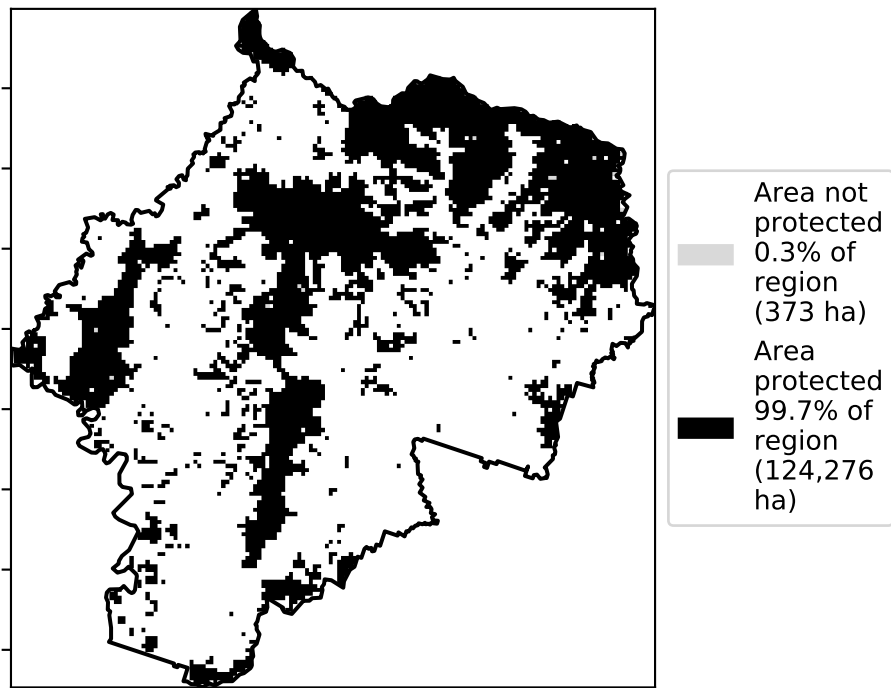 Area not
protected
0.3% of
region
(373 ha)
Area
protected
99.7% of
region
(124,276
ha)